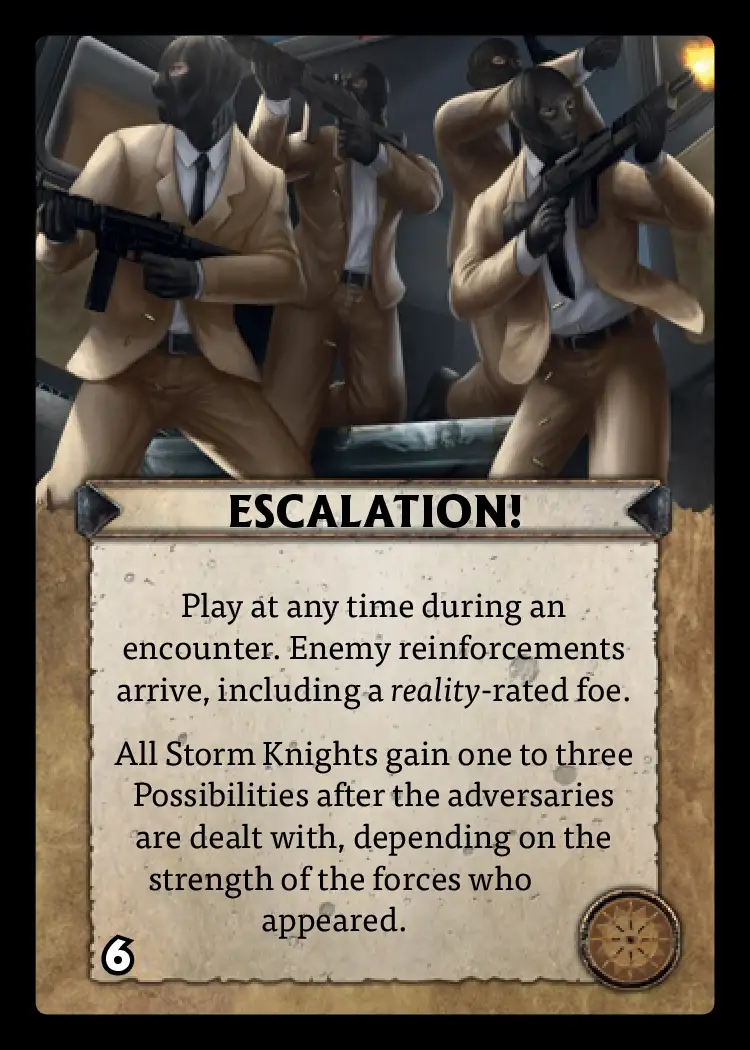 ESCALATION!
Play at any time during an
encounter. Enemy reinforcements
arrive, including a reality-rated foe.
All Storm Knights gain one to three
Possibilities after the adversaries
are dealt with, depending on the
strength of the forces who
appeared.
6